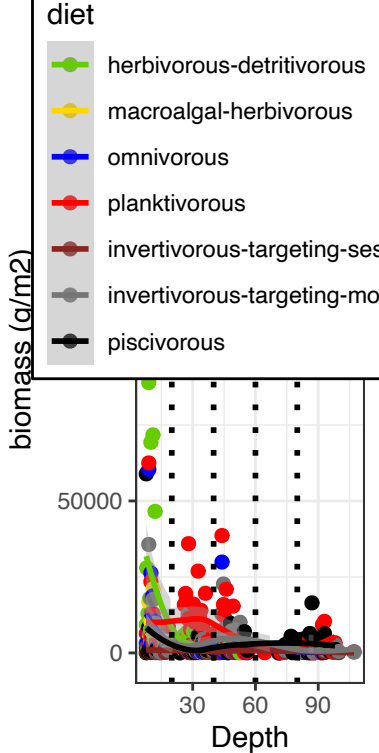 diet
herbivorous-detritivorous
macroalgal-herbivorous
omnivorous
planktivorous
invertivorous-targeting-ses
invertivorous-targeting-mo
piscivorous
biomass (g/m2)
50000
0
30 60 90
Depth